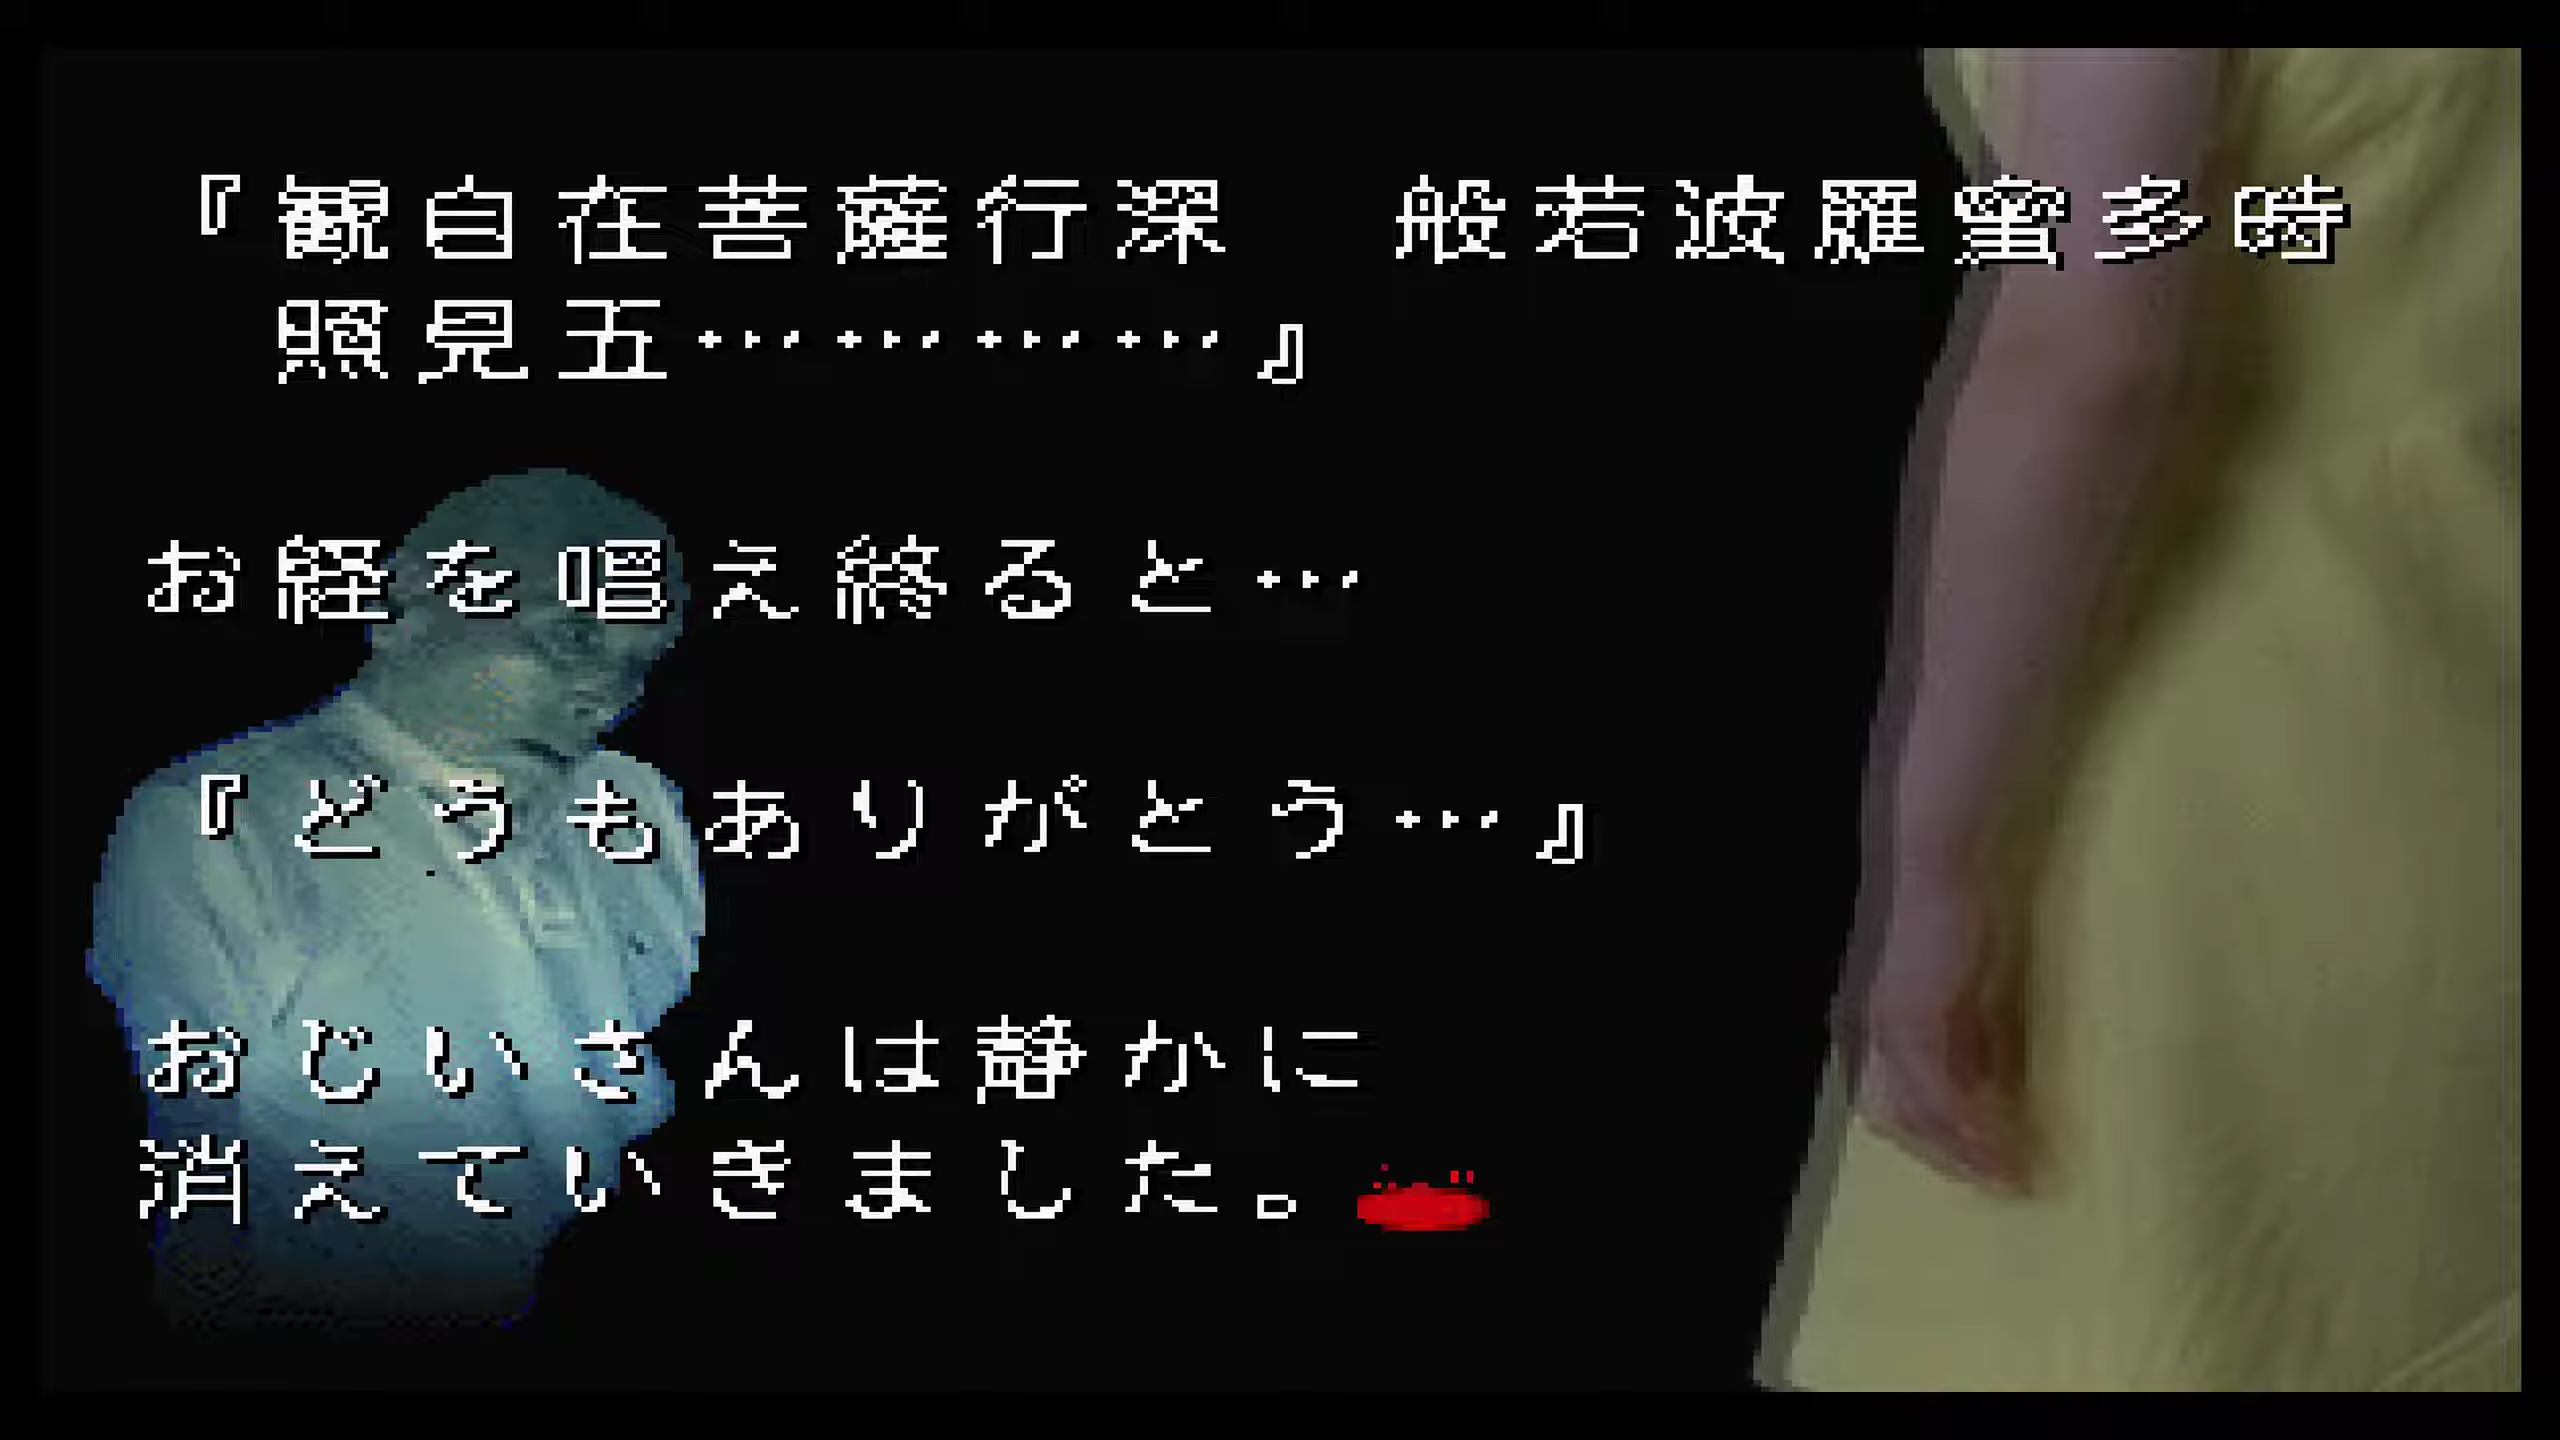 『観自在菩薩行深　般若波羅蜜多時
照見五…………』
お経を唱え終ると…
『どうもありがとう…』
おじいさんは静かに
消えていきました。